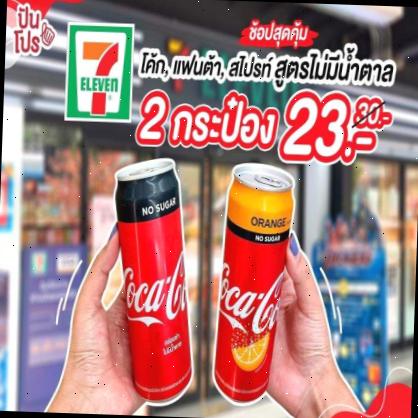 ปัน
โปร
ช้อปสุดคุ้ม
7
ELEVEN
โค้ก, แฟนต้า, สไปรท์ สูตรไม่มีน้ำตาล
2 กระป๋อง 23.-
NO SUGAR
Coca-Co
ORANGE
NO SUGAR
Coca-Co